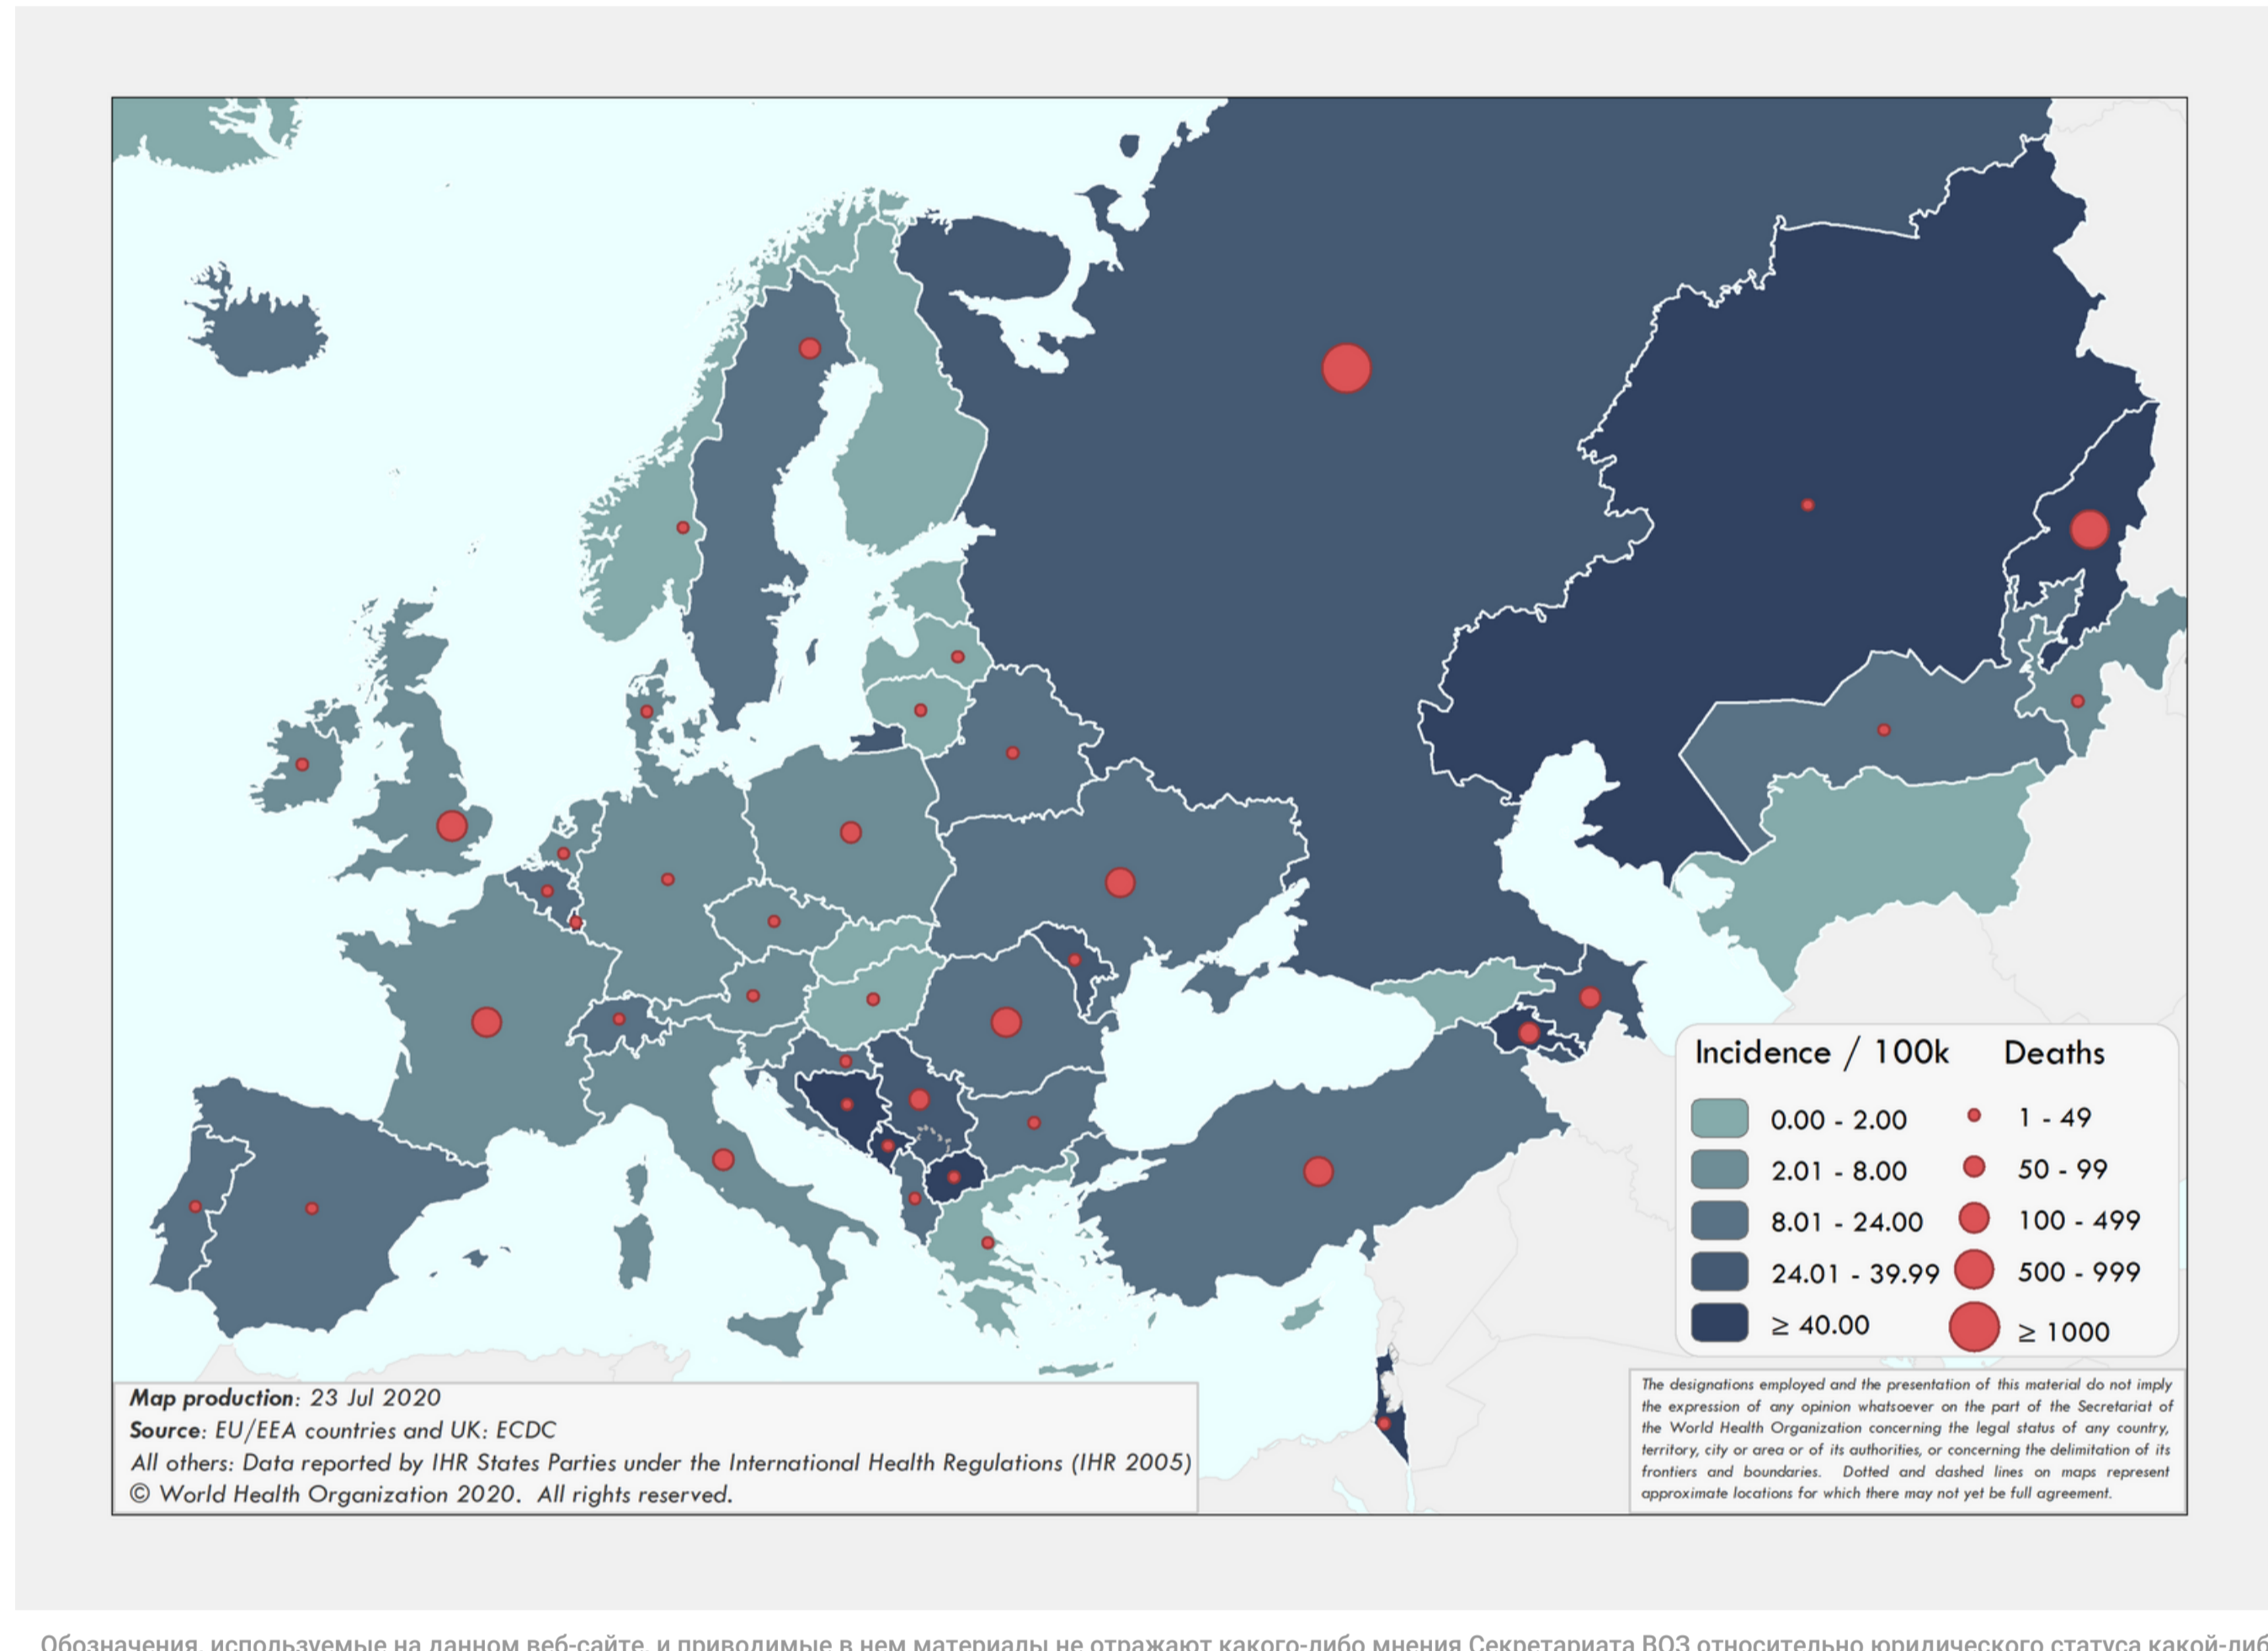 Incidence / 100k Deaths
0.00 - 2.00 1 - 49
2.01 - 8.00 50 - 99
8.01 - 24.00 100 - 499
24.01 - 39.99 500 - 999
≥ 40.00 ≥ 1000
Map production: 23 Jul 2020
Source: EU/EEA countries and UK: ECDC
All others: Data reported by IHR States Parties under the International Health Regulations (IHR 2005)
© World Health Organization 2020. All rights reserved.
The designations employed and the presentation of this material do not imply
the expression of any opinion whatsoever on the part of the Secretariat of
the World Health Organization concerning the legal status of any country,
territory, city or area or of its authorities, or concerning the delimitation of its
frontiers and boundaries. Dotted and dashed lines on maps represent
approximate locations for which there may not yet be full agreement.
Обозначения, используемые на данном веб-сайте, и приводимые в нем материалы не отражают какого-либо мнения Секретариата ВОЗ относительно юридического статуса